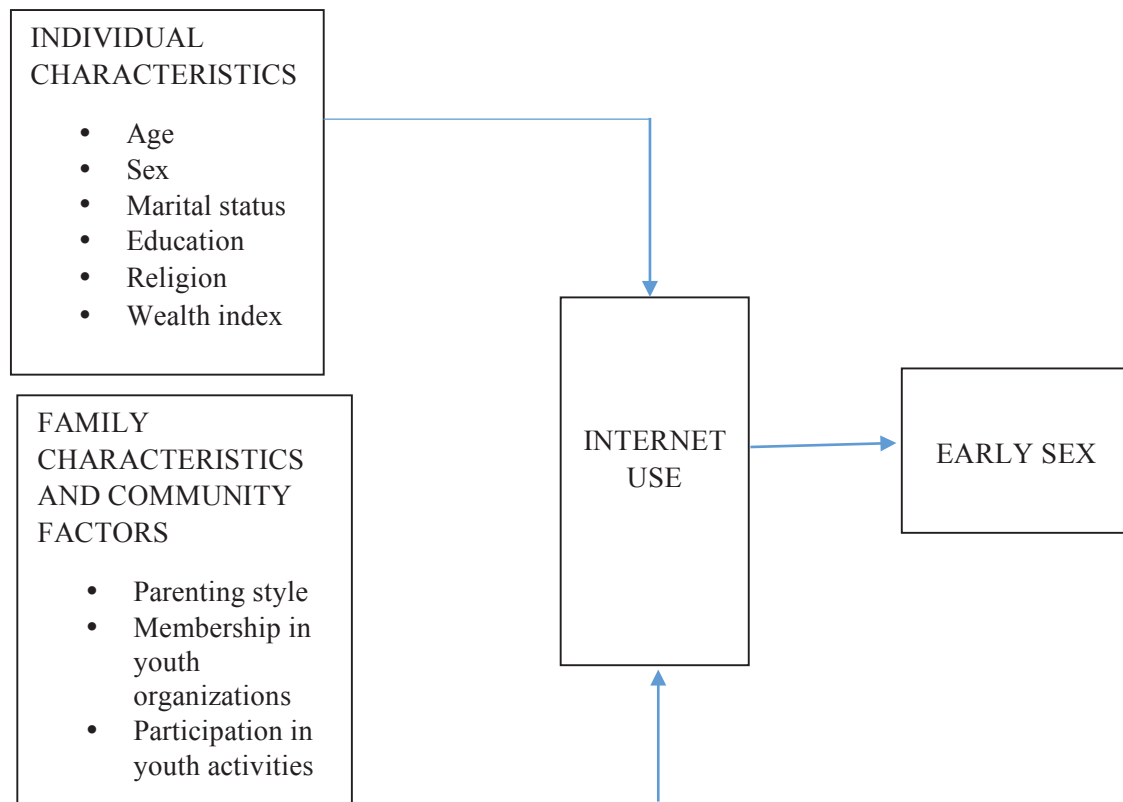 INDIVIDUAL
CHARACTERISTICS
• Age
• Sex
• Marital status
• Education
• Religion
• Wealth index
FAMILY
CHARACTERISTICS
AND COMMUNITY
FACTORS
• Parenting style
• Membership in
youth
organizations
• Participation in
youth activities
INTERNET
USE
EARLY SEX